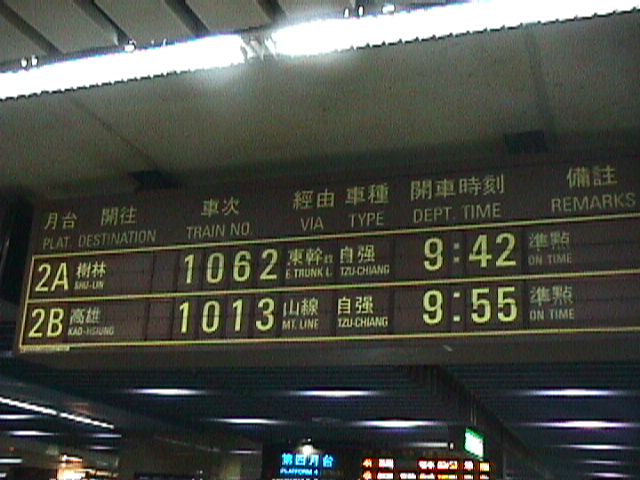 月台 開往 車次 經由 車種 開車時刻 備註
PLAT. DESTINATION TRAIN NO. VIA TYPE DEPT. TIME REMARKS
2A 樹林 1062 東幹線 自强 9:42 準點
SHU-LIN E.TRUNK L. TZU-CHIANG ON TIME
2B 高雄 1013 山線 自强 9:55 準點
KAO-HSIUNG MT. LINE TZU-CHIANG ON TIME
第四月台
PLATFORM 4